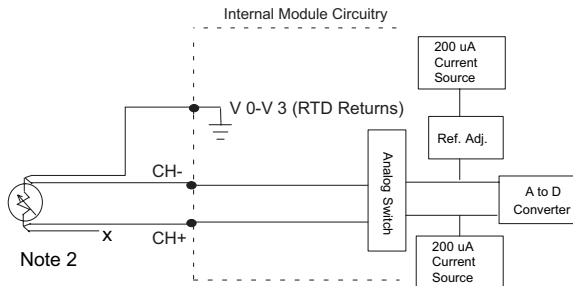 Internal Module Circuitry
200 uA
Current
Source
V 0-V 3 (RTD Returns)
Ref. Adj.
CH-
Analog Switch
A to D
Converter
x
CH+
Note 2
200 uA
Current
Source